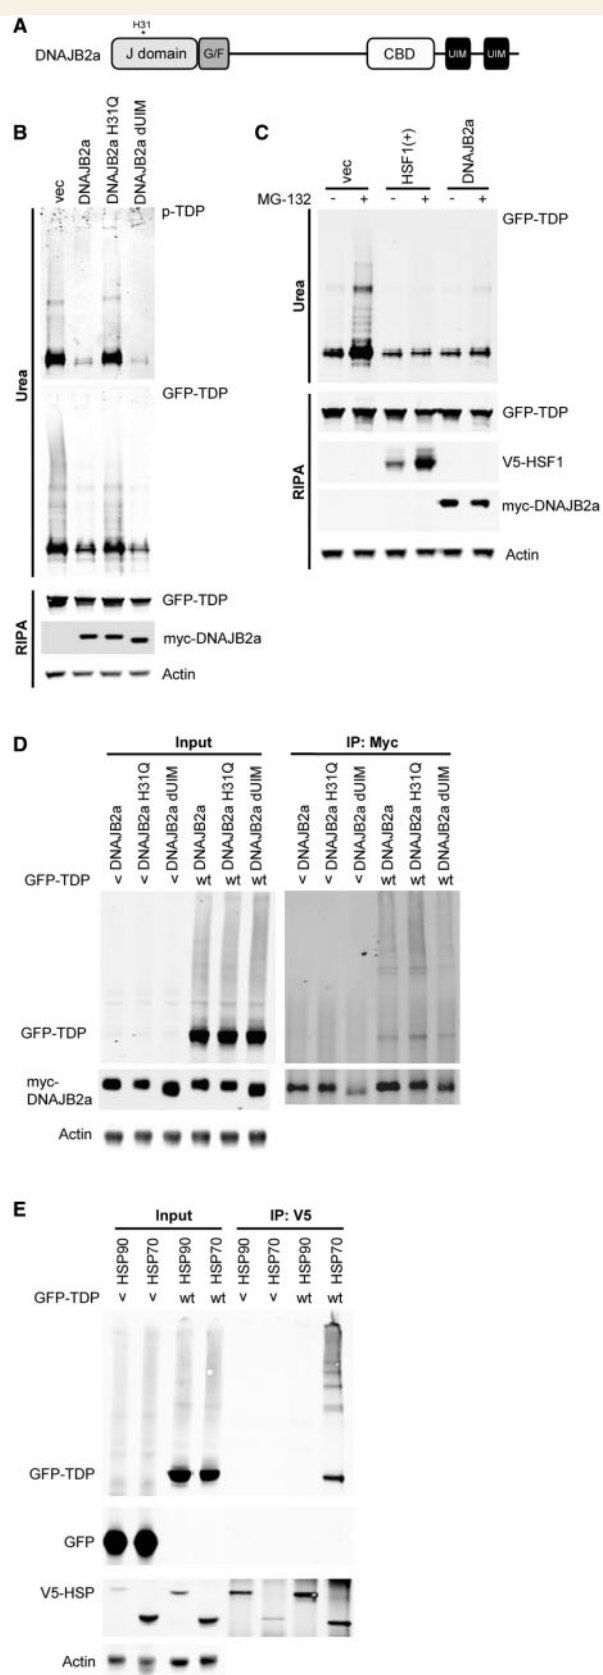 A
H31
DNAJB2a
J domain
G/F
CBD
UIM
UIM
B
vec
DNAJB2a
DNAJB2a H31Q
DNAJB2a dUIM
p-TDP
Urea
GFP-TDP
RIPA
GFP-TDP
myc-DNAJB2a
Actin
C
vec
HSF1(+)
DNAJB2a
MG-132 - + - + - +
GFP-TDP
Urea
RIPA
GFP-TDP
V5-HSF1
myc-DNAJB2a
Actin
D
Input
IP: Myc
DNAJB2a
DNAJB2a H31Q
DNAJB2a dUIM
DNAJB2a
DNAJB2a H31Q
DNAJB2a dUIM
DNAJB2a
DNAJB2a H31Q
DNAJB2a dUIM
DNAJB2a
DNAJB2a H31Q
DNAJB2a dUIM
GFP-TDP v v v wt wt wt v v v wt wt wt
GFP-TDP
myc-
DNAJB2a
Actin
E
Input
IP: V5
HSP90
HSP70
HSP90
HSP70
HSP90
HSP70
HSP90
HSP70
GFP-TDP v v wt wt v v wt wt
GFP-TDP
GFP
V5-HSP
Actin